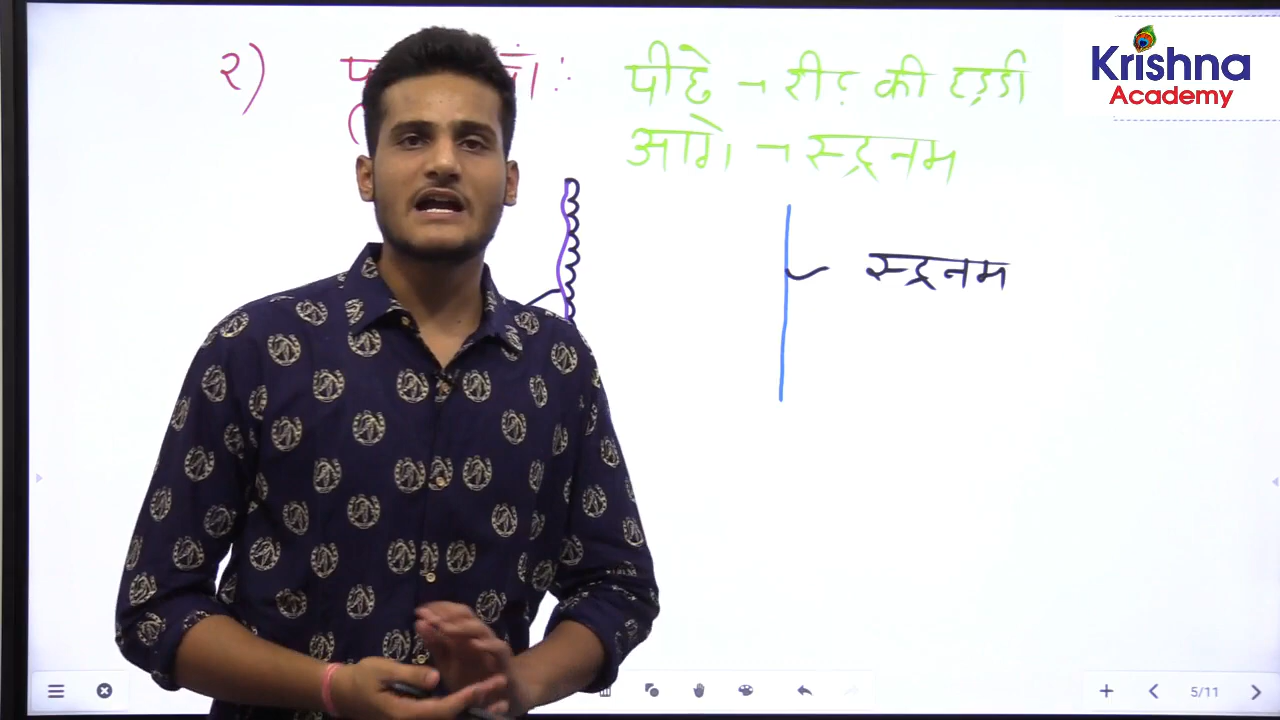 Krishna
Academy
२)
पीछे → रीढ़ की हड्डी
आगे → स्ट्रनम
स्ट्रनम
5/11